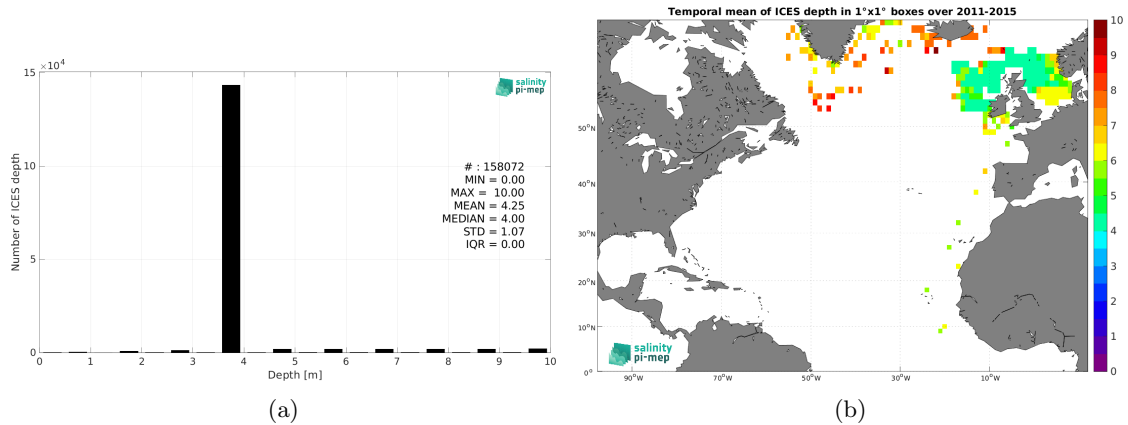 ×10⁴
15
10
5
0
Number of ICES depth
0 1 2 3 4 5 6 7 8 9 10
Depth [m]
salinity
pi-mep
# : 158072
MIN = 0.00
MAX = 10.00
MEAN = 4.25
MEDIAN = 4.00
STD = 1.07
IQR = 0.00
(a)
Temporal mean of ICES depth in 1°x1° boxes over 2011-2015
50°N
40°N
30°N
20°N
10°N
0°
90°W 70°W 50°W 30°W 10°W
salinity
pi-mep
10
9
8
7
6
5
4
3
2
1
0
(b)